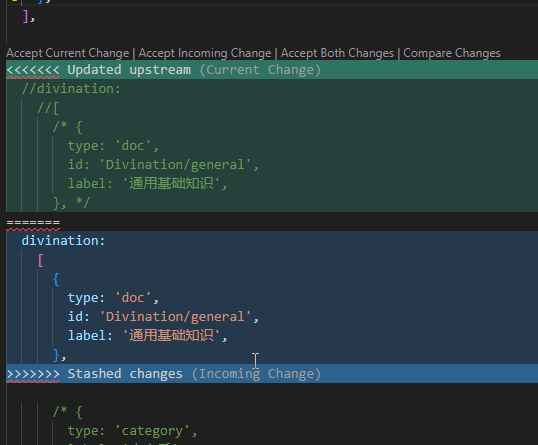 },
],
Accept Current Change | Accept Incoming Change | Accept Both Changes | Compare Changes
<<<<<<< Updated upstream (Current Change)
//divination:
//[
/* {
type: 'doc',
id: 'Divination/general',
label: '通用基础知识',
}, */
=======
divination:
[
{
type: 'doc',
id: 'Divination/general',
label: '通用基础知识',
},
>>>>>>> Stashed changes (Incoming Change)
/* {
type: 'category',